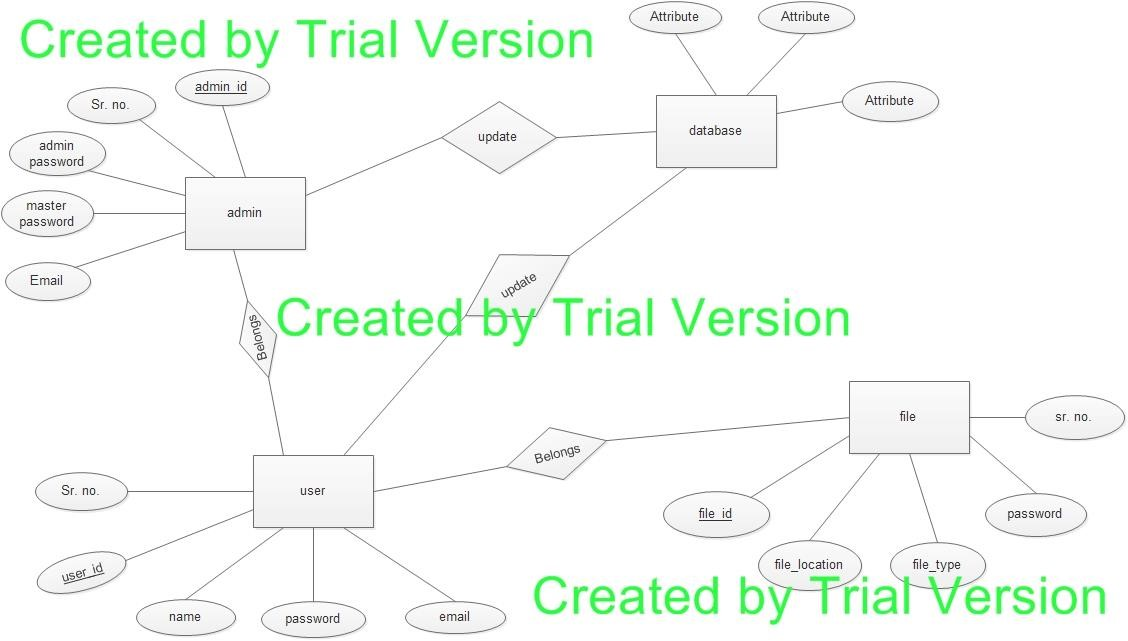 Created by Trial Version
Attribute
Attribute
Attribute
admin_id
Sr. no.
admin
password
master
password
Email
admin
update
database
update
Belongs
Created by Trial Version
Belongs
file
sr. no.
file_id
file_location
file_type
password
Sr. no.
user
user_id
name
password
email
Created by Trial Version